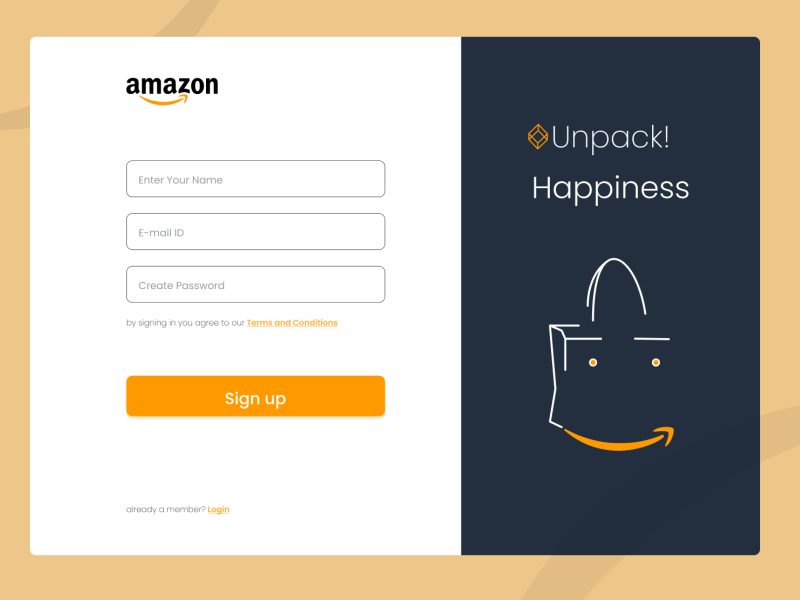 amazon
Enter Your Name
E-mail ID
Create Password
by signing in you agree to our Terms and Conditions
Sign up
already a member? Login
Unpack!
Happiness